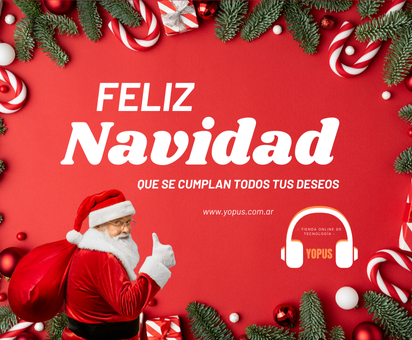 FELIZ
Navidad
QUE SE CUMPLAN TODOS TUS DESEOS
www.yopus.com.ar
- TIENDA ONLINE DE
TECNOLOGÍA -
YOPUS